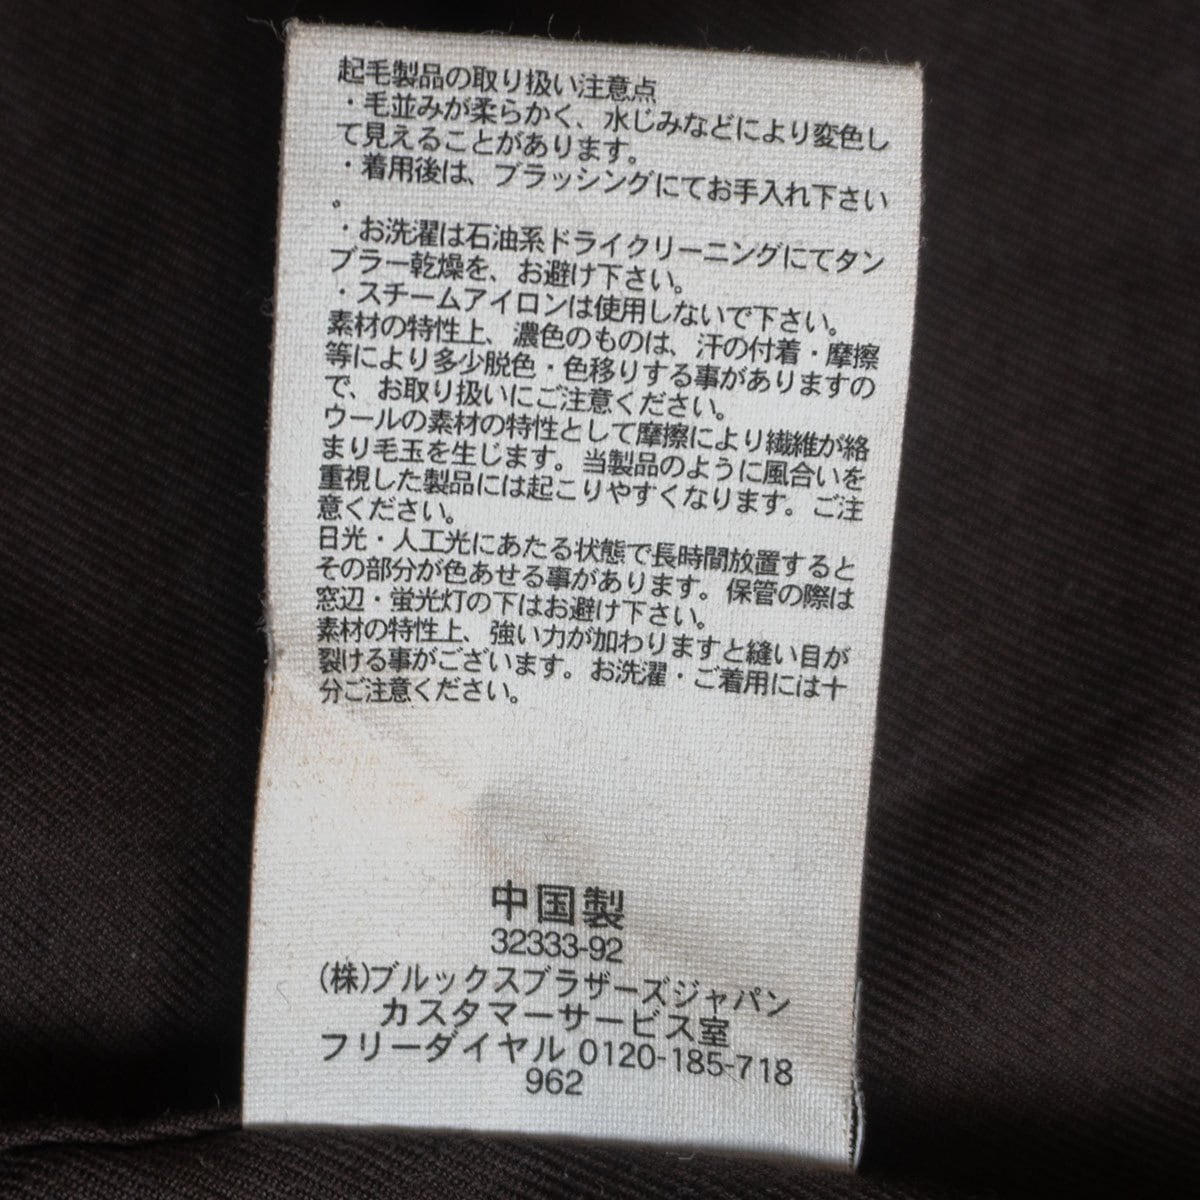 起毛製品の取り扱い注意点
・毛並みが柔らかく、水じみなどにより変色し
て見えることがあります。
・着用後は、ブラッシングにてお手入れ下さい
。
・お洗濯は石油系ドライクリーニングにてタン
ブラー乾燥を、お避け下さい。
・スチームアイロンは使用しないで下さい。
素材の特性上、濃色のものは、汗の付着・摩擦
等により多少脱色・色移りする事がありますの
で、お取り扱いにご注意ください。
ウールの素材の特性として摩擦により繊維が絡
まり毛玉を生じます。当製品のように風合いを
重視した製品には起こりやすくなります。ご注
意ください。
日光・人工光にあたる状態で長時間放置すると
その部分が色あせる事があります。保管の際は
窓辺・蛍光灯の下はお避け下さい。
素材の特性上、強い力が加わりますと縫い目が
裂ける事がございます。お洗濯・ご着用には十
分ご注意ください。
中国製
32333-92
(株)ブルックスブラザーズジャパン
カスタマーサービス室
フリーダイヤル 0120-185-718
962